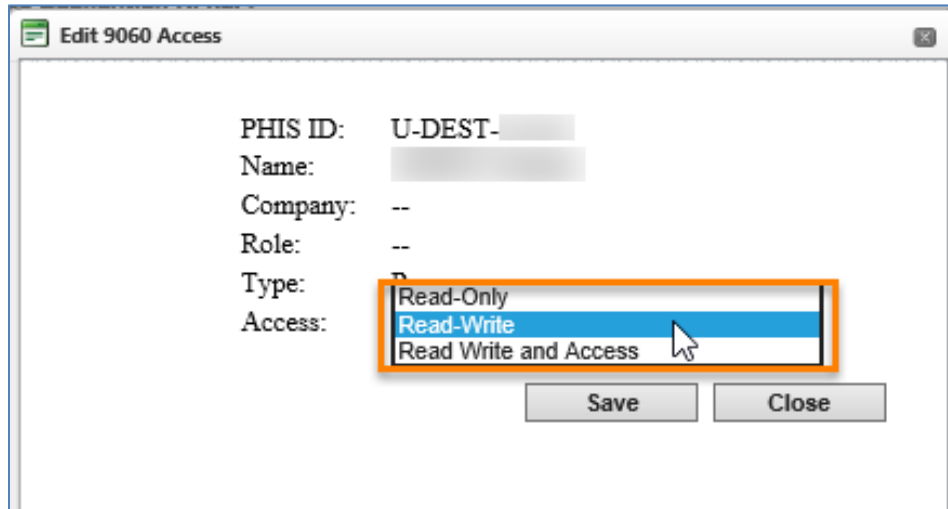 Edit 9060 Access
PHIS ID: U-DEST-
Name:
Company: --
Role: --
Type:
Read-Only
Access: Read-Write
Read Write and Access
Save Close